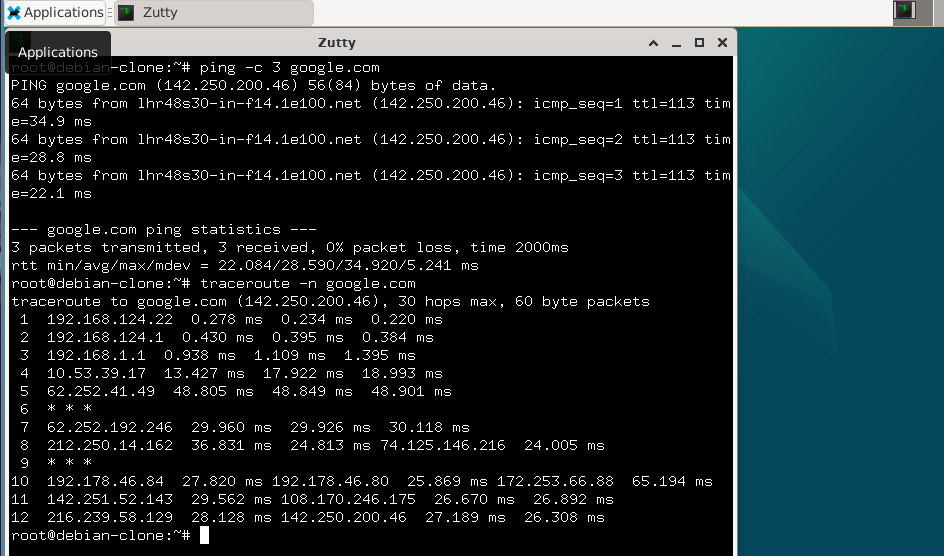 Applications
Zutty
Zutty
Applications
root@debian-clone:~# ping -c 3 google.com
PING google.com (142.250.200.46) 56(84) bytes of data.
64 bytes from lhr48s30-in-f14.1e100.net (142.250.200.46): icmp_seq=1 ttl=113 tim
e=34.9 ms
64 bytes from lhr48s30-in-f14.1e100.net (142.250.200.46): icmp_seq=2 ttl=113 tim
e=28.8 ms
64 bytes from lhr48s30-in-f14.1e100.net (142.250.200.46): icmp_seq=3 ttl=113 tim
e=22.1 ms
--- google.com ping statistics ---
3 packets transmitted, 3 received, 0% packet loss, time 2000ms
rtt min/avg/max/mdev = 22.084/28.590/34.920/5.241 ms
root@debian-clone:~# traceroute -n google.com
traceroute to google.com (142.250.200.46), 30 hops max, 60 byte packets
1 192.168.124.22 0.278 ms 0.234 ms 0.220 ms
2 192.168.124.1 0.430 ms 0.395 ms 0.384 ms
3 192.168.1.1 0.938 ms 1.109 ms 1.395 ms
4 10.53.39.17 13.427 ms 17.922 ms 18.993 ms
5 62.252.41.49 48.805 ms 48.849 ms 48.901 ms
6 * * *
7 62.252.192.246 29.960 ms 29.926 ms 30.118 ms
8 212.250.14.162 36.831 ms 24.813 ms 74.125.146.216 24.005 ms
9 * * *
10 192.178.46.84 27.820 ms 192.178.46.80 25.869 ms 172.253.66.88 65.194 ms
11 142.251.52.143 29.562 ms 108.170.246.175 26.670 ms 26.892 ms
12 216.239.58.129 28.128 ms 142.250.200.46 27.189 ms 26.308 ms
root@debian-clone:~#